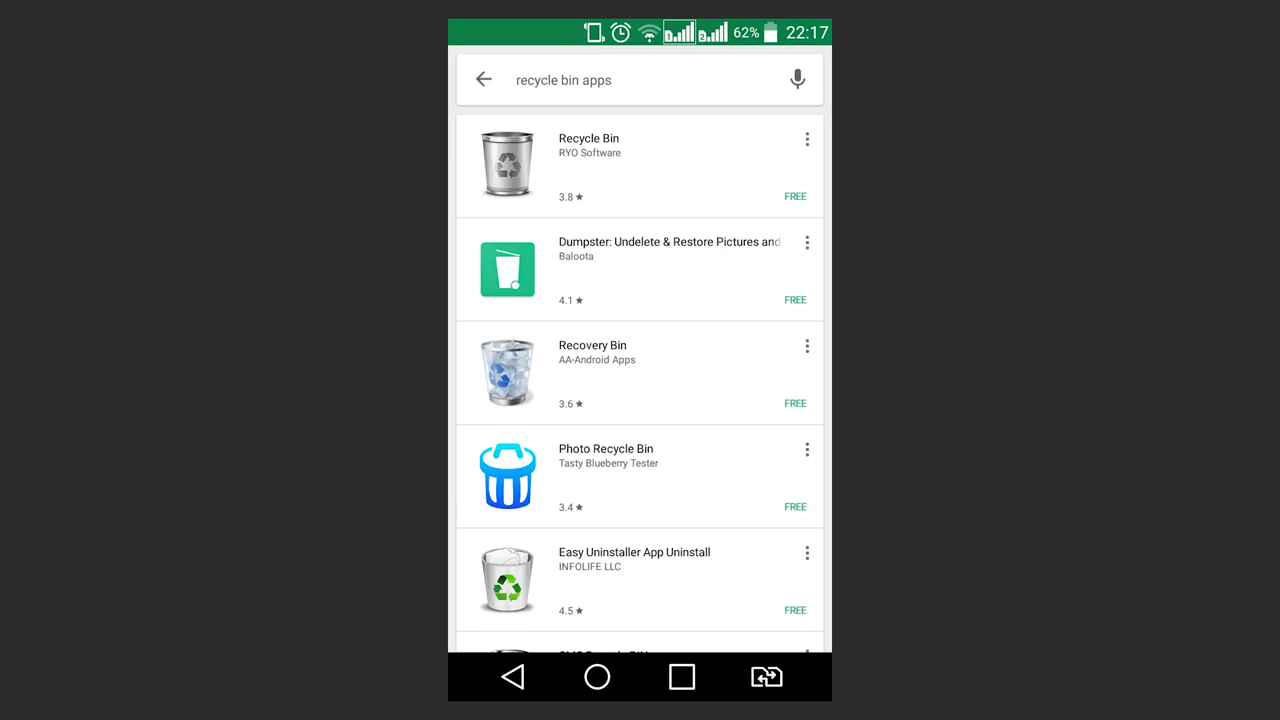 62% 22:17
recycle bin apps
Recycle Bin
RYO Software
3.8 ★ FREE
Dumpster: Undelete & Restore Pictures and
Baloota
4.1 ★ FREE
Recovery Bin
AA-Android Apps
3.6 ★ FREE
Photo Recycle Bin
Tasty Blueberry Tester
3.4 ★ FREE
Easy Uninstaller App Uninstall
INFOLIFE LLC
4.5 ★ FREE